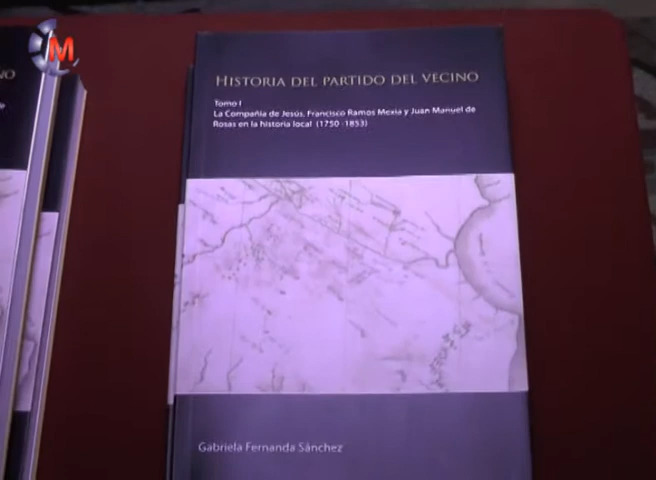 M
HISTORIA DEL PARTIDO DEL VECINO
Tomo I
La Compañía de Jesús, Francisco Ramos Mexía y Juan Manuel de
Rosas en la historia local (1750 -1853)
Gabriela Fernanda Sánchez